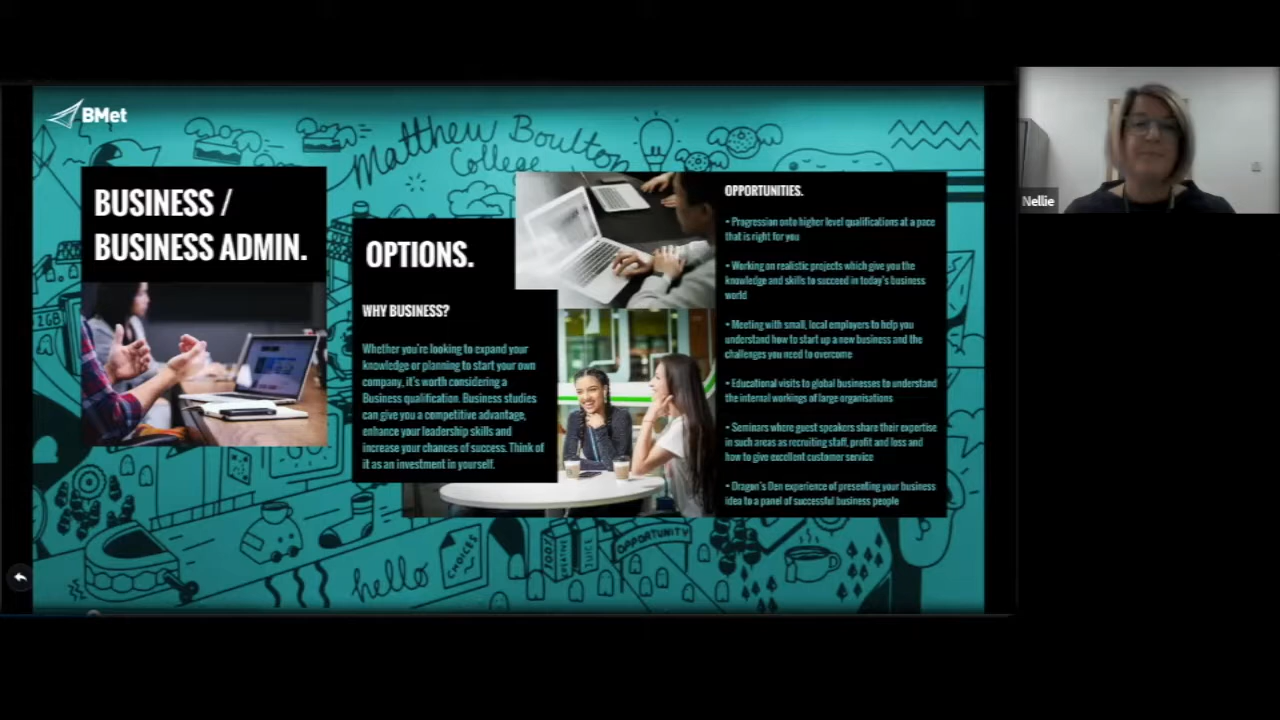 BMet
Matthew Boulton
College
BUSINESS /
BUSINESS ADMIN.
OPTIONS.
WHY BUSINESS?
Whether you're looking to expand your
knowledge or planning to start your own
company, it's worth considering a
Business qualification. Business studies
can give you a competitive advantage,
enhance your leadership skills and
increase your chances of success. Think of
it as an investment in yourself.
OPPORTUNITIES.
• Progression onto higher level qualifications at a pace
that is right for you
• Working on realistic projects which give you the
knowledge and skills to succeed in today's business
world
• Meeting with small, local employers to help you
understand how to start up a new business and the
challenges you need to overcome
• Educational visits to global businesses to understand
the internal workings of large organisations
• Seminars where guest speakers share their expertise
in such areas as recruiting staff, profit and loss and
how to give excellent customer service
• Dragon's Den experience of presenting your business
idea to a panel of successful business people
Nellie
2GB
hello
CHOICES
100%
CREATIVE
JUICE
OPPORTUNITY